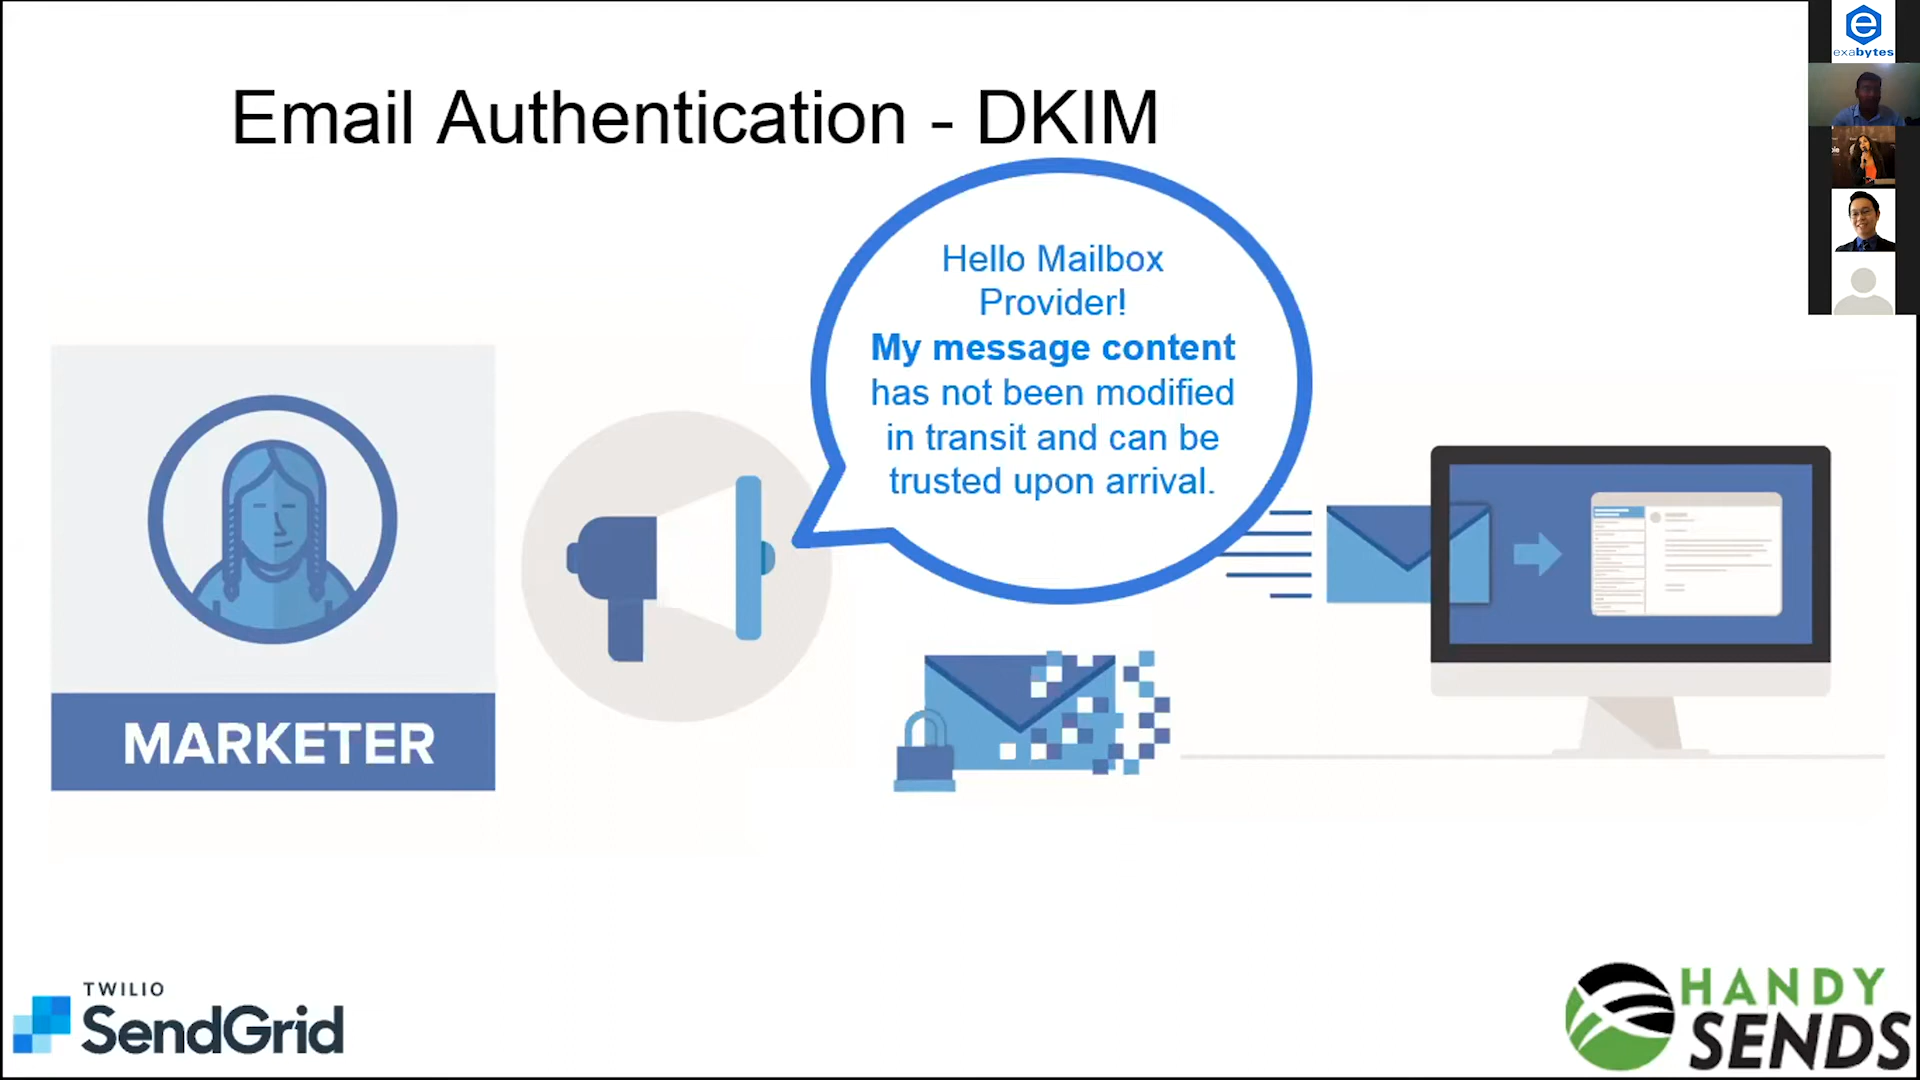 exabytes
Email Authentication - DKIM
Hello Mailbox
Provider!
My message content
has not been modified
in transit and can be
trusted upon arrival.
MARKETER
TWILIO
SendGrid
HANDY
SENDS